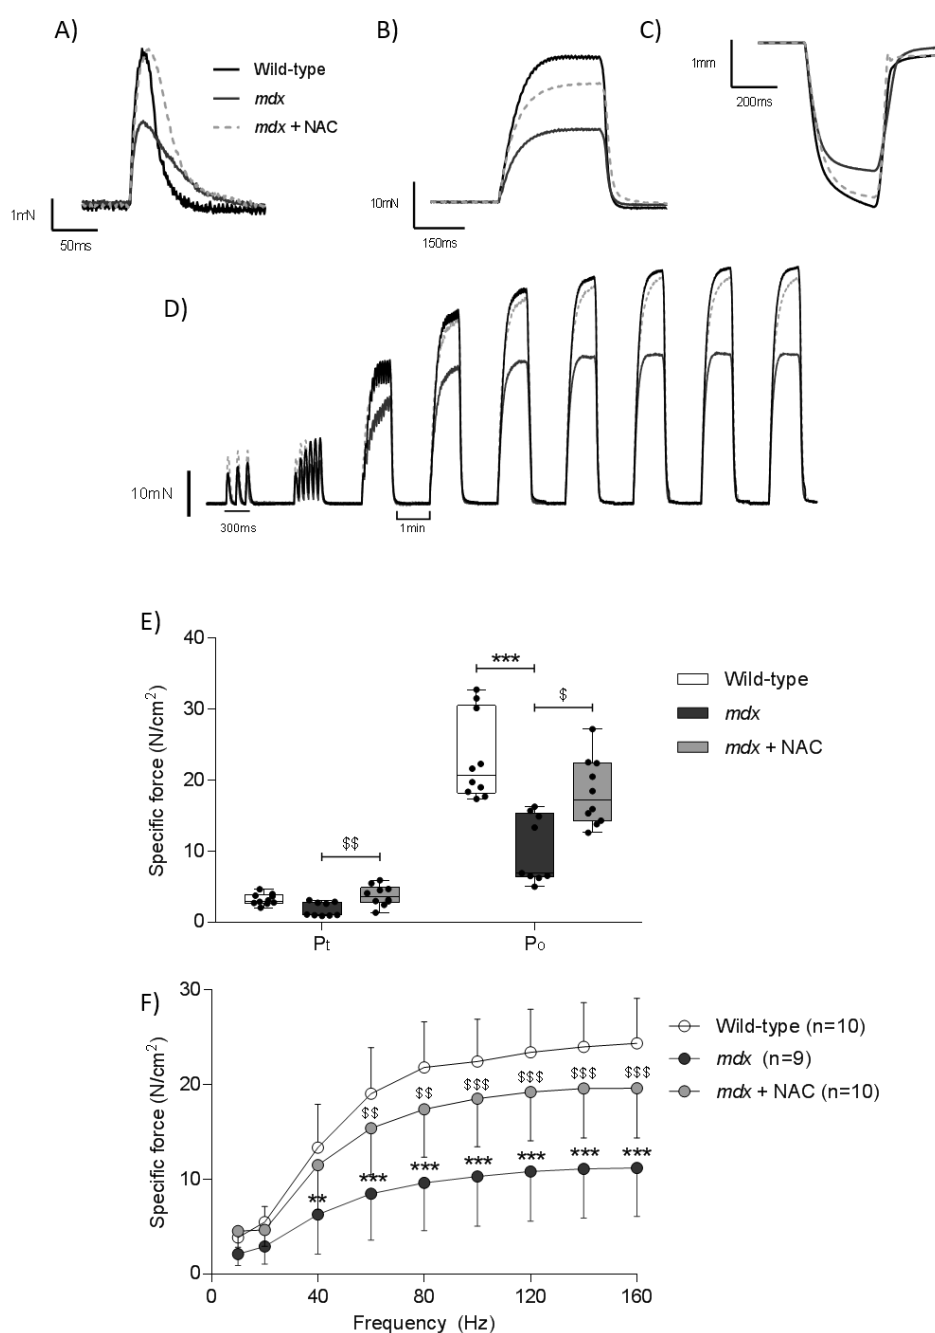 A)
B)
C)
Wild-type
mdx
mdx + NAC
1mN
50ms
10mN
150ms
1mm
200ms
D)
10mN
300ms
1min
E)
Specific force (N/cm²)
40
30
20
10
0
***
$
$$
Pt
Po
Wild-type
mdx
mdx + NAC
F)
Specific force (N/cm²)
30
20
10
0
$$ $$ $$$ $$$ $$$ $$$
** *** *** *** *** *** ***
0 40 80 120 160
Frequency (Hz)
Wild-type (n=10)
mdx (n=9)
mdx + NAC (n=10)